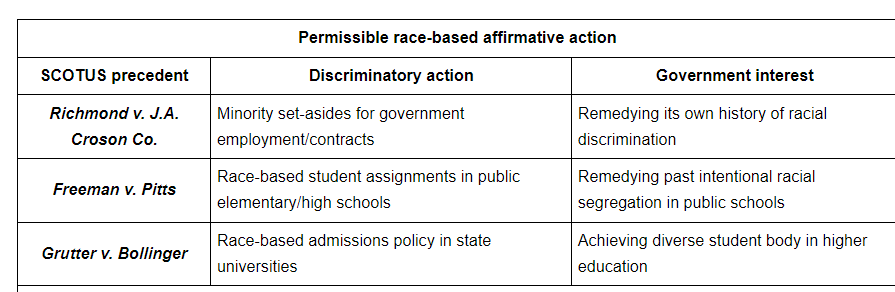 Permissible race-based affirmative action
SCOTUS precedent
Discriminatory action
Government interest
Richmond v. J.A.
Croson Co.
Minority set-asides for government
employment/contracts
Remedying its own history of racial
discrimination
Freeman v. Pitts
Race-based student assignments in public
elementary/high schools
Remedying past intentional racial
segregation in public schools
Grutter v. Bollinger
Race-based admissions policy in state
universities
Achieving diverse student body in higher
education